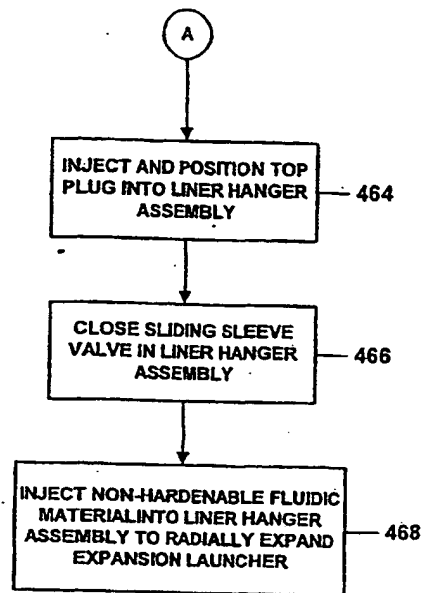 A
INJECT AND POSITION TOP
PLUG INTO LINER HANGER
ASSEMBLY
464
CLOSE SLIDING SLEEVE
VALVE IN LINER HANGER
ASSEMBLY
466
INJECT NON-HARDENABLE FLUIDIC
MATERIALINTO LINER HANGER
ASSEMBLY TO RADIALLY EXPAND
EXPANSION LAUNCHER
468